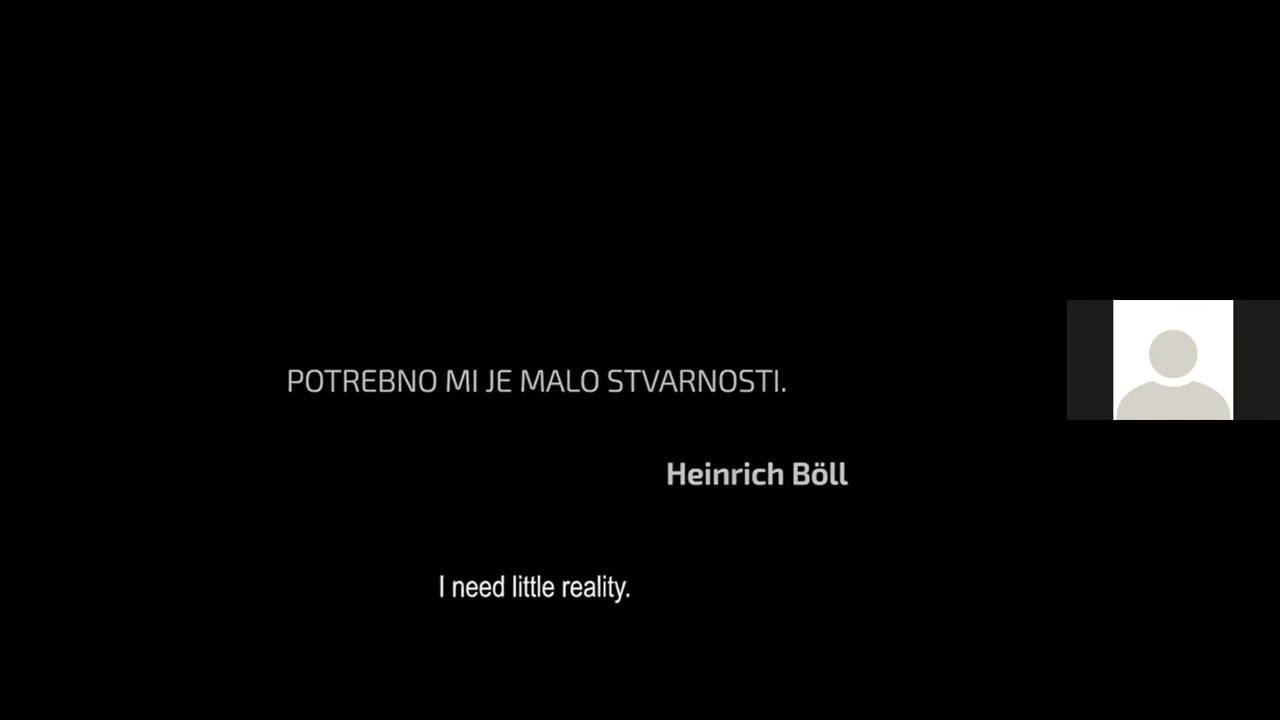 POTREBNO MI JE MALO STVARNOSTI.
Heinrich Böll
I need little reality.